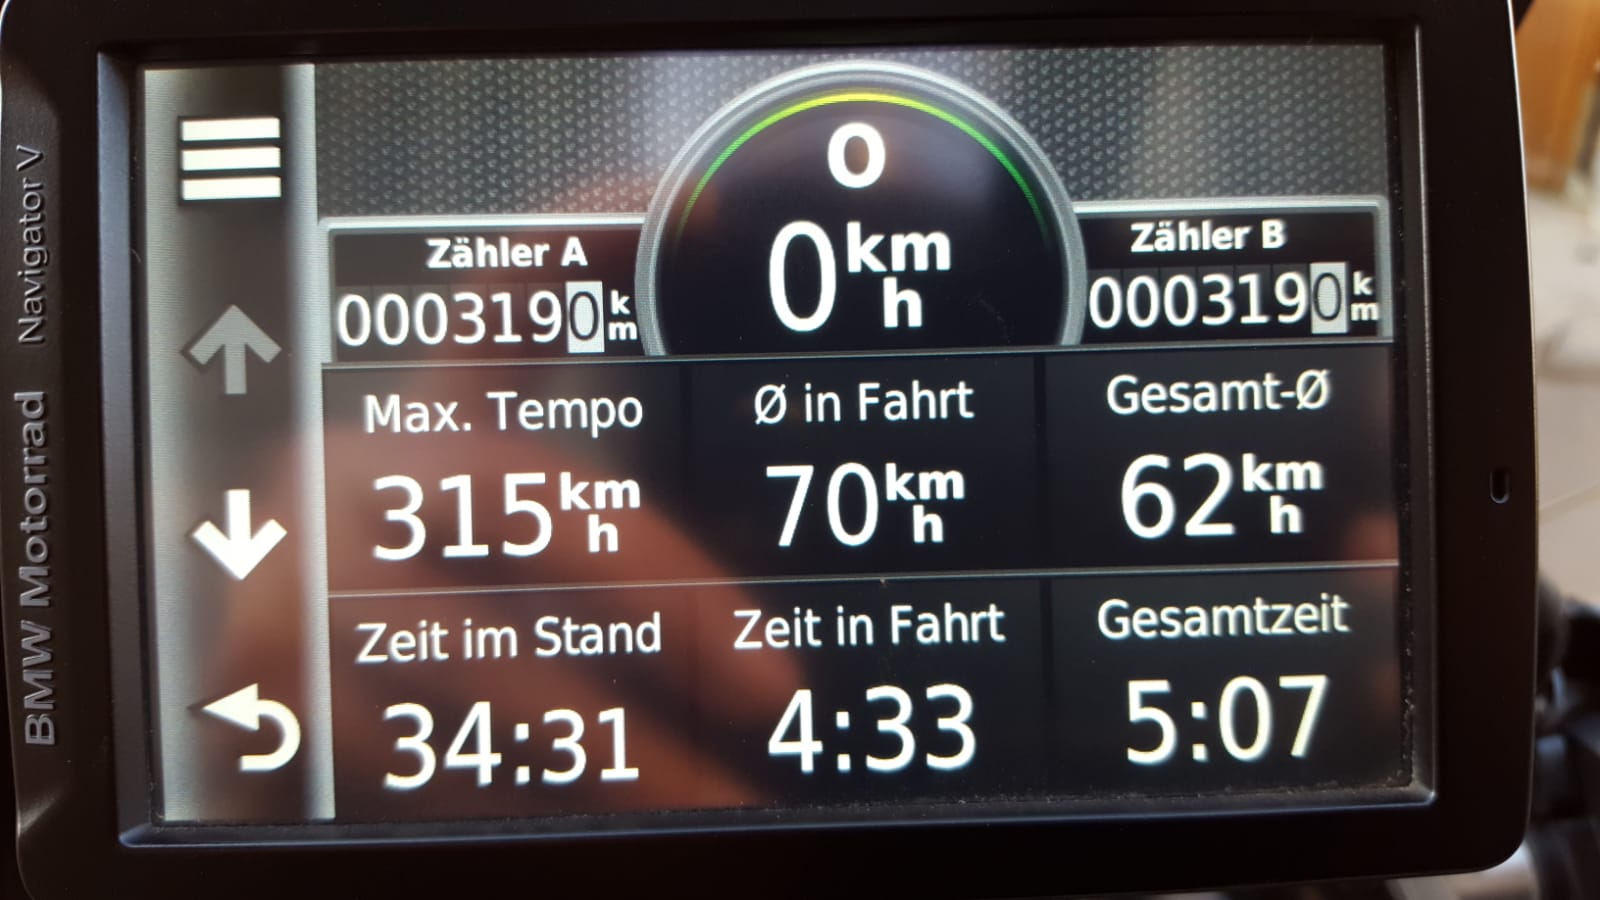 BMW Motorrad Navigator V
O
0 km h
Zähler A
0003190 km
Zähler B
0003190 km
Max. Tempo
315 km h
Ø in Fahrt
70 km h
Gesamt-Ø
62 km h
Zeit im Stand
34:31
Zeit in Fahrt
4:33
Gesamtzeit
5:07